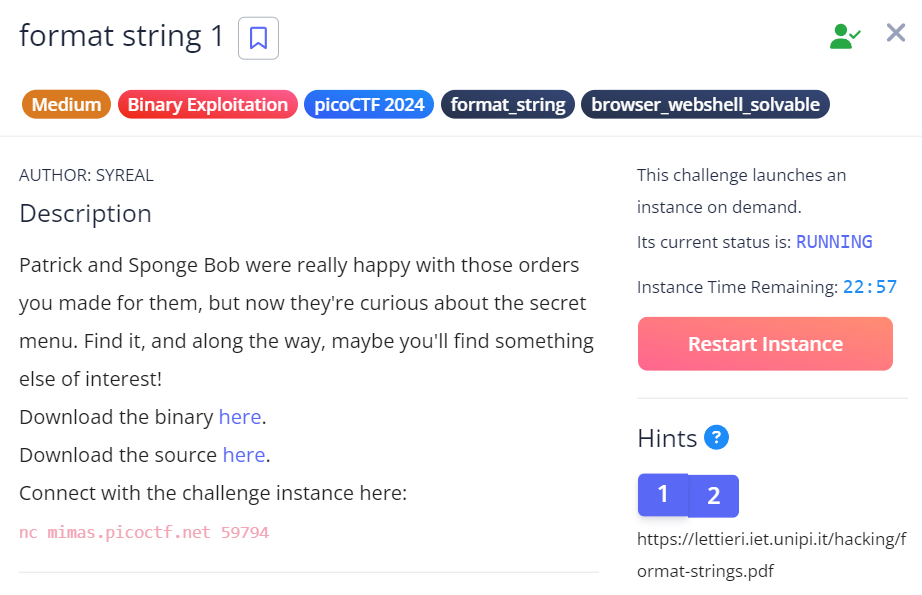 format string 1
Medium Binary Exploitation picoCTF 2024 format_string browser_webshell_solvable
AUTHOR: SYREAL
Description
Patrick and Sponge Bob were really happy with those orders
you made for them, but now they're curious about the secret
menu. Find it, and along the way, maybe you'll find something
else of interest!
Download the binary here.
Download the source here.
Connect with the challenge instance here:
nc mimas.picoctf.net 59794
This challenge launches an
instance on demand.
Its current status is: RUNNING
Instance Time Remaining: 22:57
Restart Instance
Hints ?
1 2
https://lettieri.iet.unipi.it/hacking/f
ormat-strings.pdf